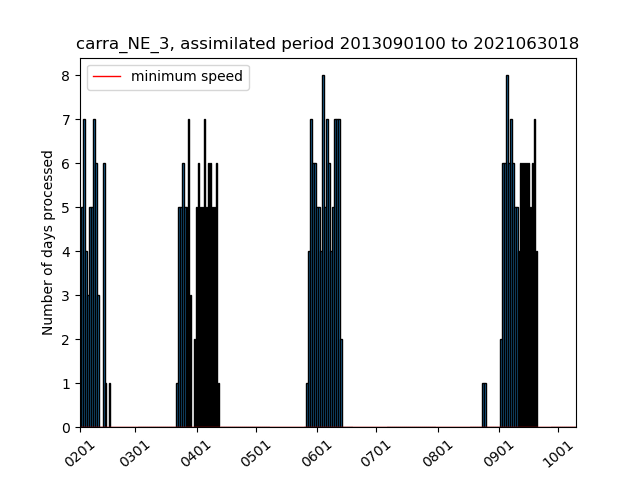 carra_NE_3, assimilated period 2013090100 to 2021063018
minimum speed
Number of days processed
8
7
6
5
4
3
2
1
0
0201 0301 0401 0501 0601 0701 0801 0901 1001